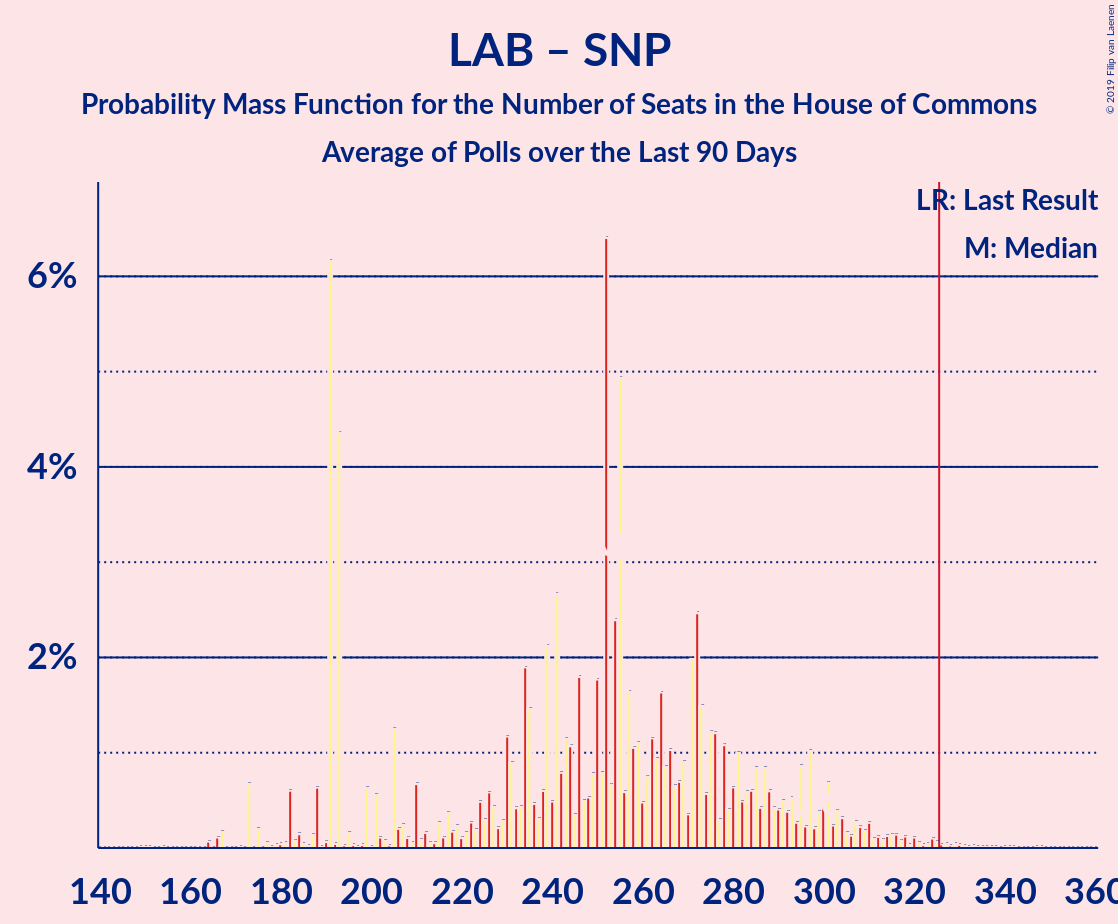 LAB – SNP
Probability Mass Function for the Number of Seats in the House of Commons
Average of Polls over the Last 90 Days
© 2019 Filip van Laenen
LR: Last Result
M: Median
6%
4%
2%
140 160 180 200 220 240 260 280 300 320 340 360